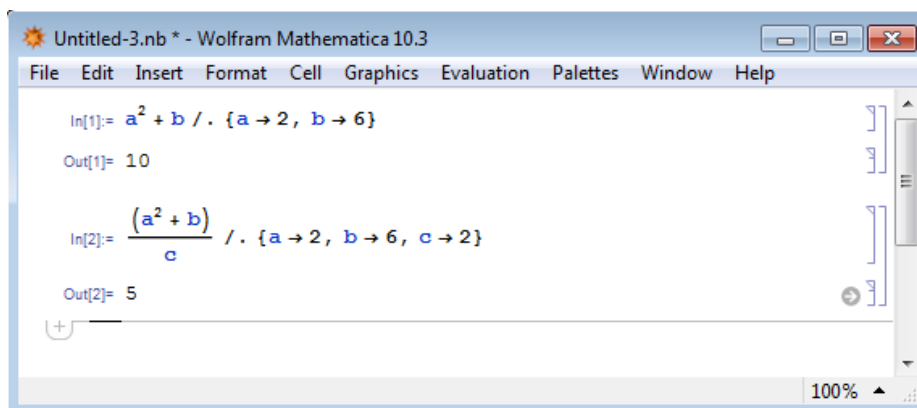 Untitled-3.nb * - Wolfram Mathematica 10.3
File Edit Insert Format Cell Graphics Evaluation Palettes Window Help
In[1]:= a² + b /. {a → 2, b → 6}
Out[1]= 10
In[2]:= (a² + b)
c
/. {a → 2, b → 6, c → 2}
Out[2]= 5
100%